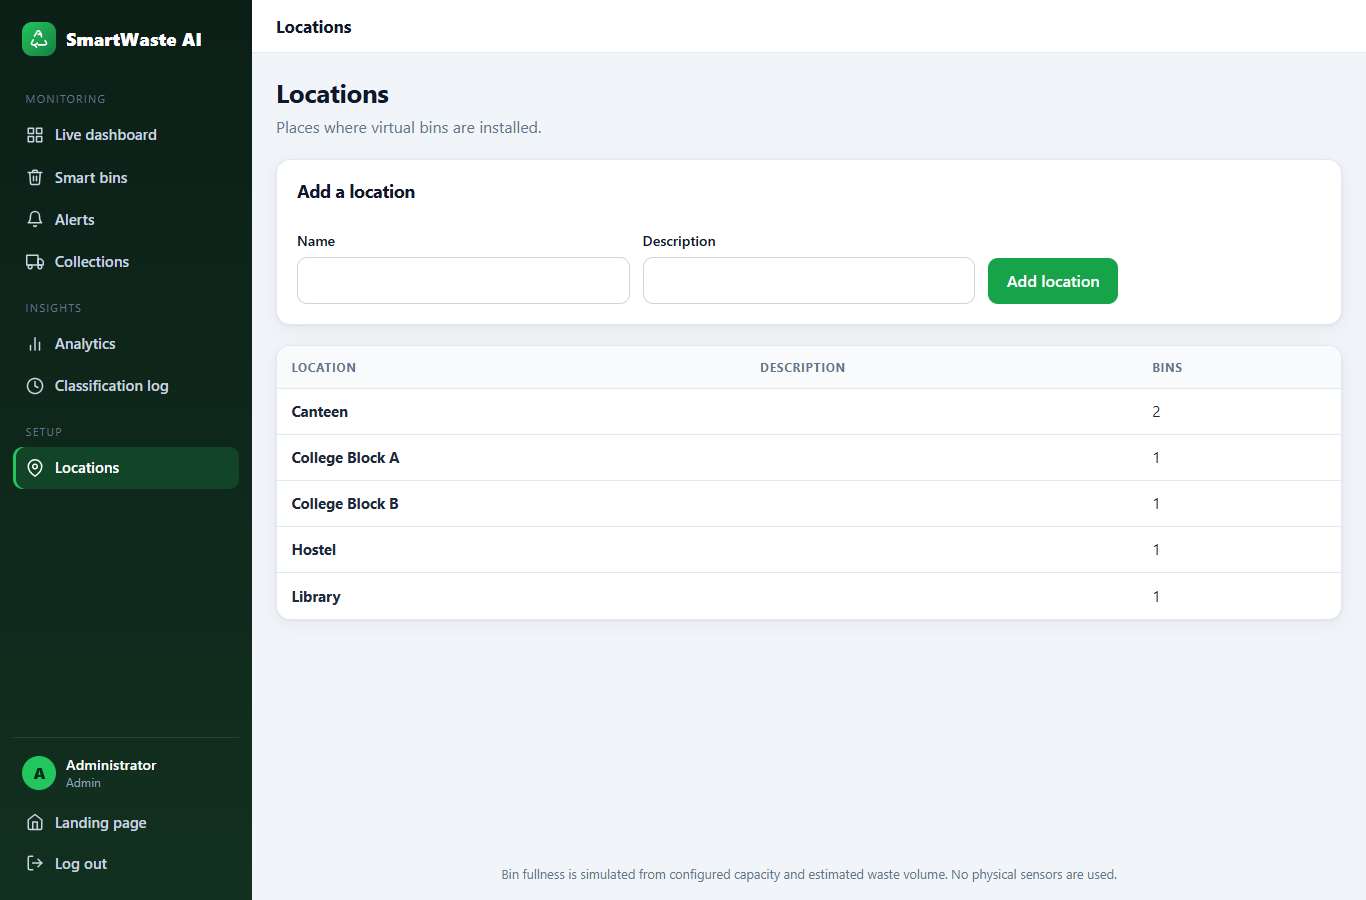 SmartWaste AI
MONITORING
Live dashboard
Smart bins
Alerts
Collections
INSIGHTS
Analytics
Classification log
SETUP
Locations
A
Administrator
Admin
Landing page
Log out
Locations
Locations
Places where virtual bins are installed.
Add a location
Name
Description
Add location
LOCATION DESCRIPTION BINS
Canteen 2
College Block A 1
College Block B 1
Hostel 1
Library 1
Bin fullness is simulated from configured capacity and estimated waste volume. No physical sensors are used.